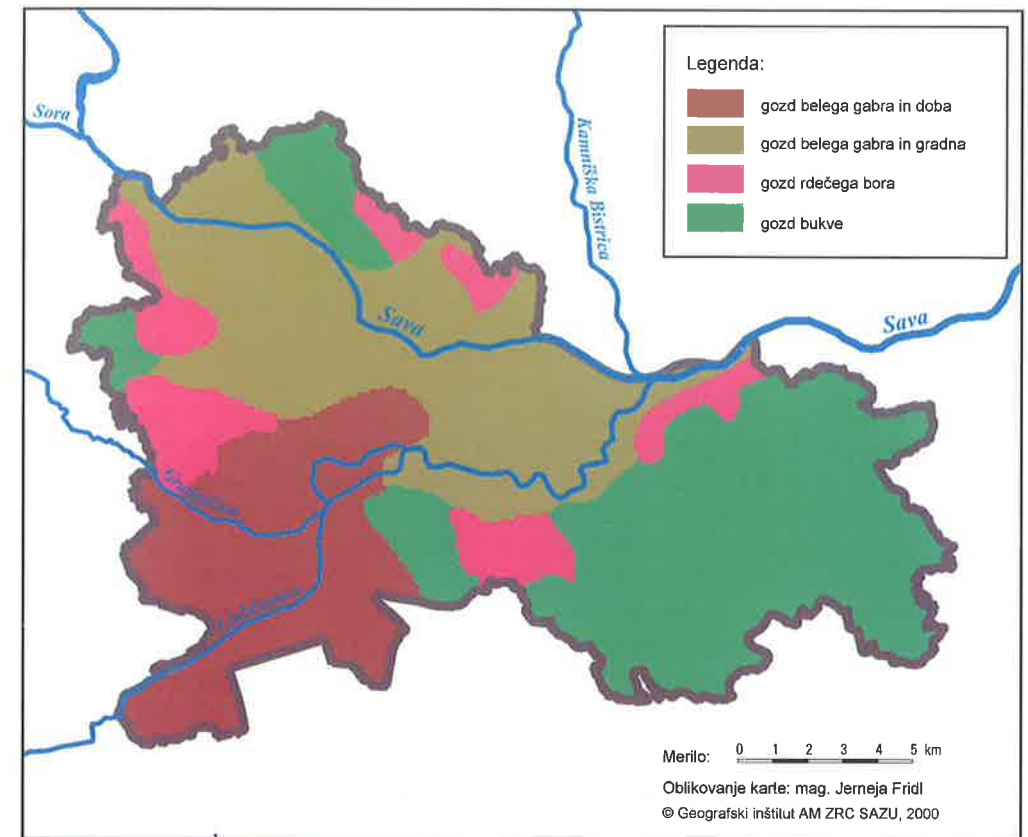 Sora
Kamniška Bistrica
Legenda:
gozd belega gabra in doba
gozd belega gabra in gradna
gozd rdečega bora
gozd bukve
Sava
Sava
Ljubljanica
Merilo: 0 1 2 3 4 5 km
Oblikovanje karte: mag. Jerneja Fridl
© Geografski inštitut AM ZRC SAZU, 2000